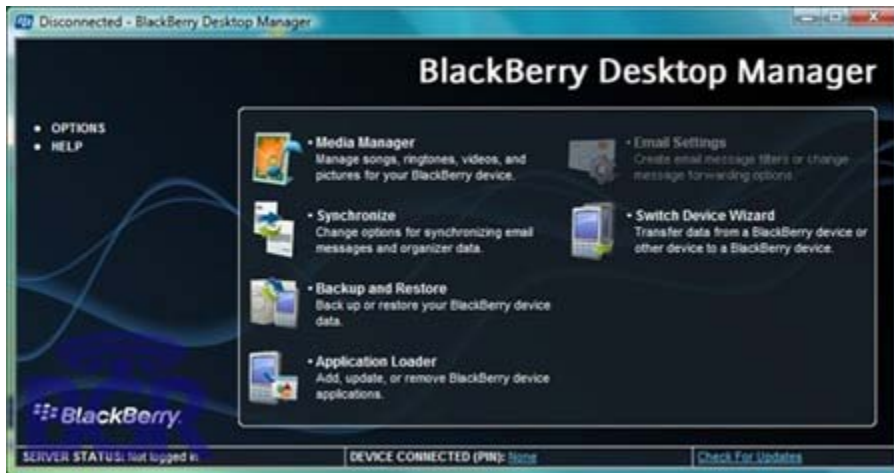 Disconnected - BlackBerry Desktop Manager
BlackBerry Desktop Manager
• OPTIONS
• HELP
• Media Manager
Manage songs, ringtones, videos, and
pictures for your BlackBerry device.
• Synchronize
Change options for synchronizing email
messages and organizer data.
• Backup and Restore
Back up or restore your BlackBerry device
data.
• Application Loader
Add, update, or remove BlackBerry device
applications.
• Email Settings
Create email message filters or change
message forwarding options.
• Switch Device Wizard
Transfer data from a BlackBerry device or
other device to a BlackBerry device.
BlackBerry.
SERVER STATUS: Not logged in
DEVICE CONNECTED (PIN): None
Check For Updates